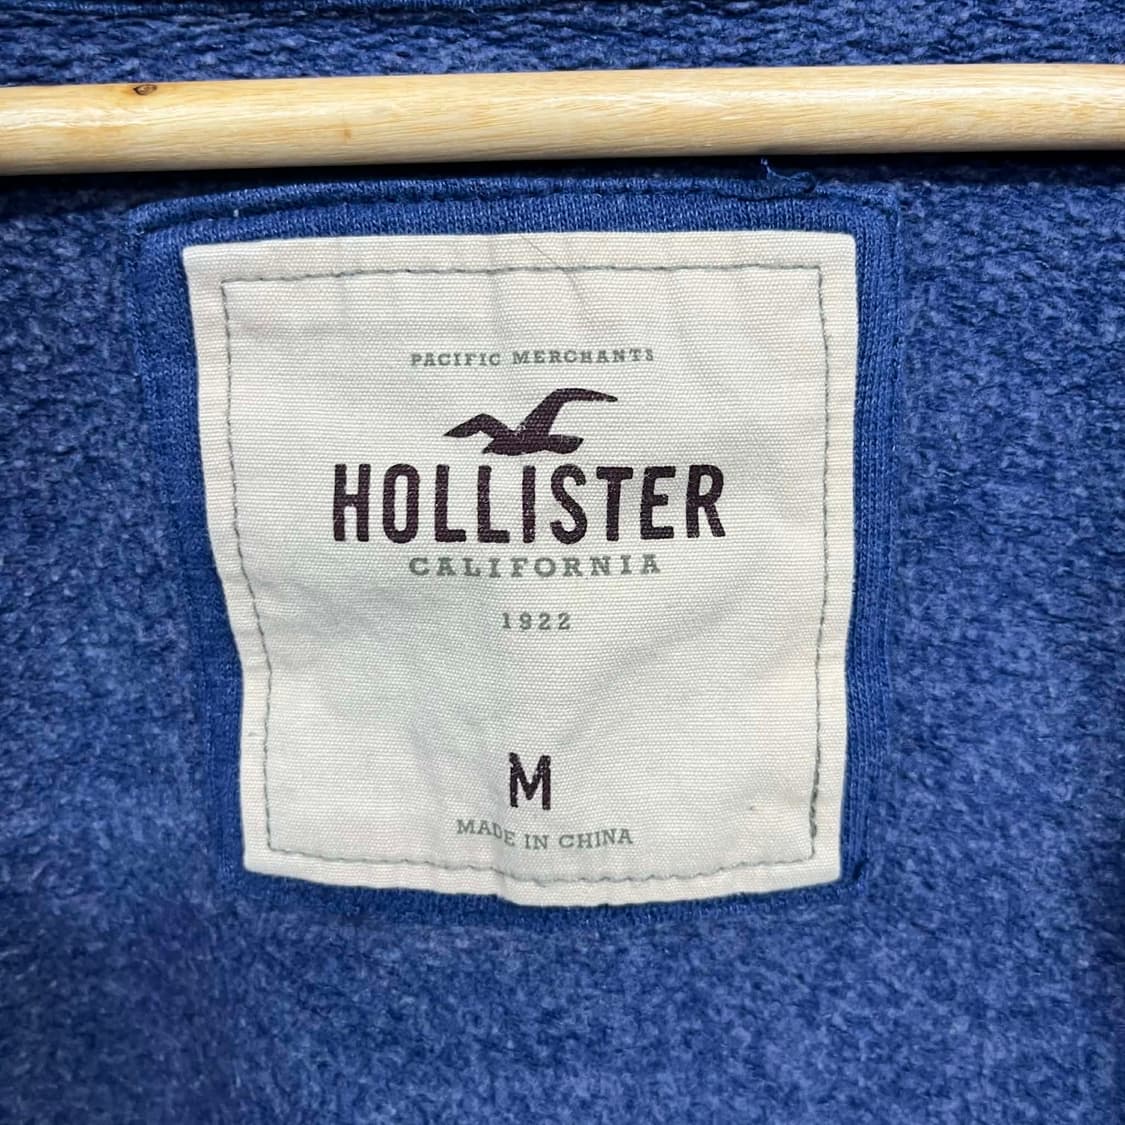 PACIFIC MERCHANTS
HOLLISTER
CALIFORNIA
1922
M
MADE IN CHINA